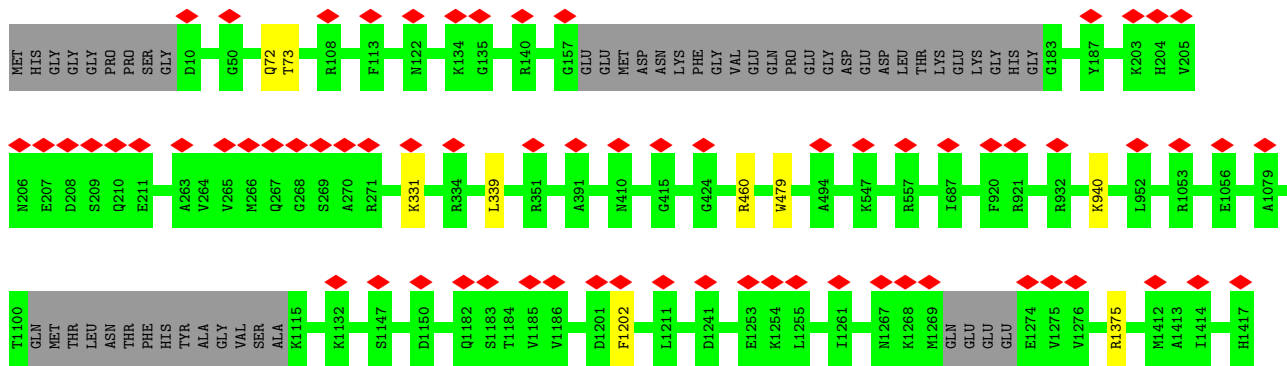 MET HIS GLY GLY GLY PRO PRO SER GLY D10 G50 Q72 T73 R108 F113 N122 K134 G135 R140 G157 GLU GLU MET ASP ASN LYS PHE GLY VAL GLU GLN PRO GLU GLY ASP GLU ASP LEU THR LYS GLU LYS GLY HIS GLY G183 Y187 K203 H204 V205
N206 E207 D208 S209 Q210 E211 A263 V264 V265 M266 Q267 G268 S269 A270 R271 K331 R334 L339 R351 A391 N410 G415 G424 R460 W479 A494 K547 R557 I687 F920 R921 R932 K940 L952 R1053 E1056 A1079
T1100 GLN MET THR LEU ASN THR PHE HIS TYR ALA GLY VAL SER ALA K1115 K1132 S1147 D1150 Q1182 S1183 T1184 V1185 V1186 D1201 F1202 L1211 D1241 E1253 K1254 L1255 I1261 N1267 K1268 M1269 GLN GLU GLU GLU E1274 V1275 V1276 R1375 M1412 A1413 I1414 H1417